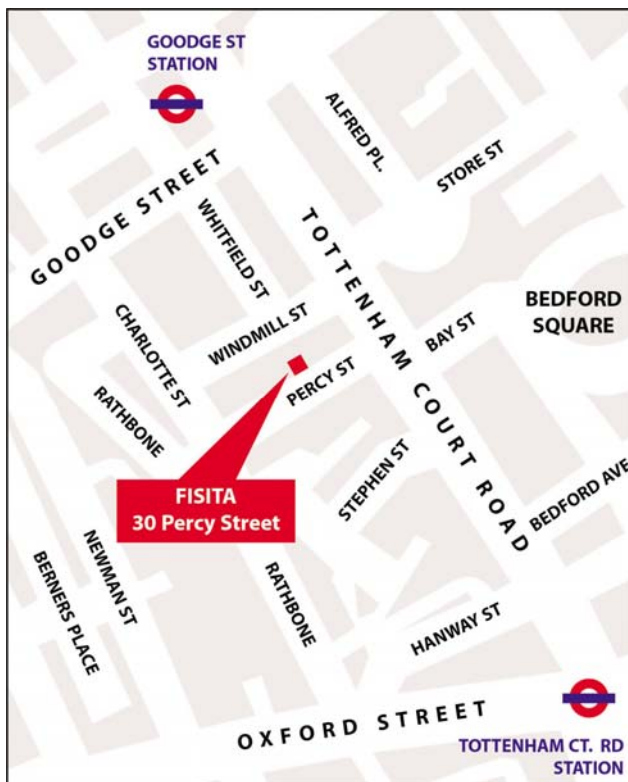 GOODGE ST
STATION
ALFRED PL.
STORE ST
GOODGE STREET
WHITFIELD ST
TOTTENHAM COURT ROAD
BEDFORD
SQUARE
CHARLOTTE ST
WINDMILL ST
BAY ST
PERCY ST
RATHBONE
FISITA
30 Percy Street
STEPHEN ST
BEDFORD AVE
NEWMAN ST
BERNERS PLACE
RATHBONE
HANWAY ST
OXFORD STREET
TOTTENHAM CT. RD
STATION